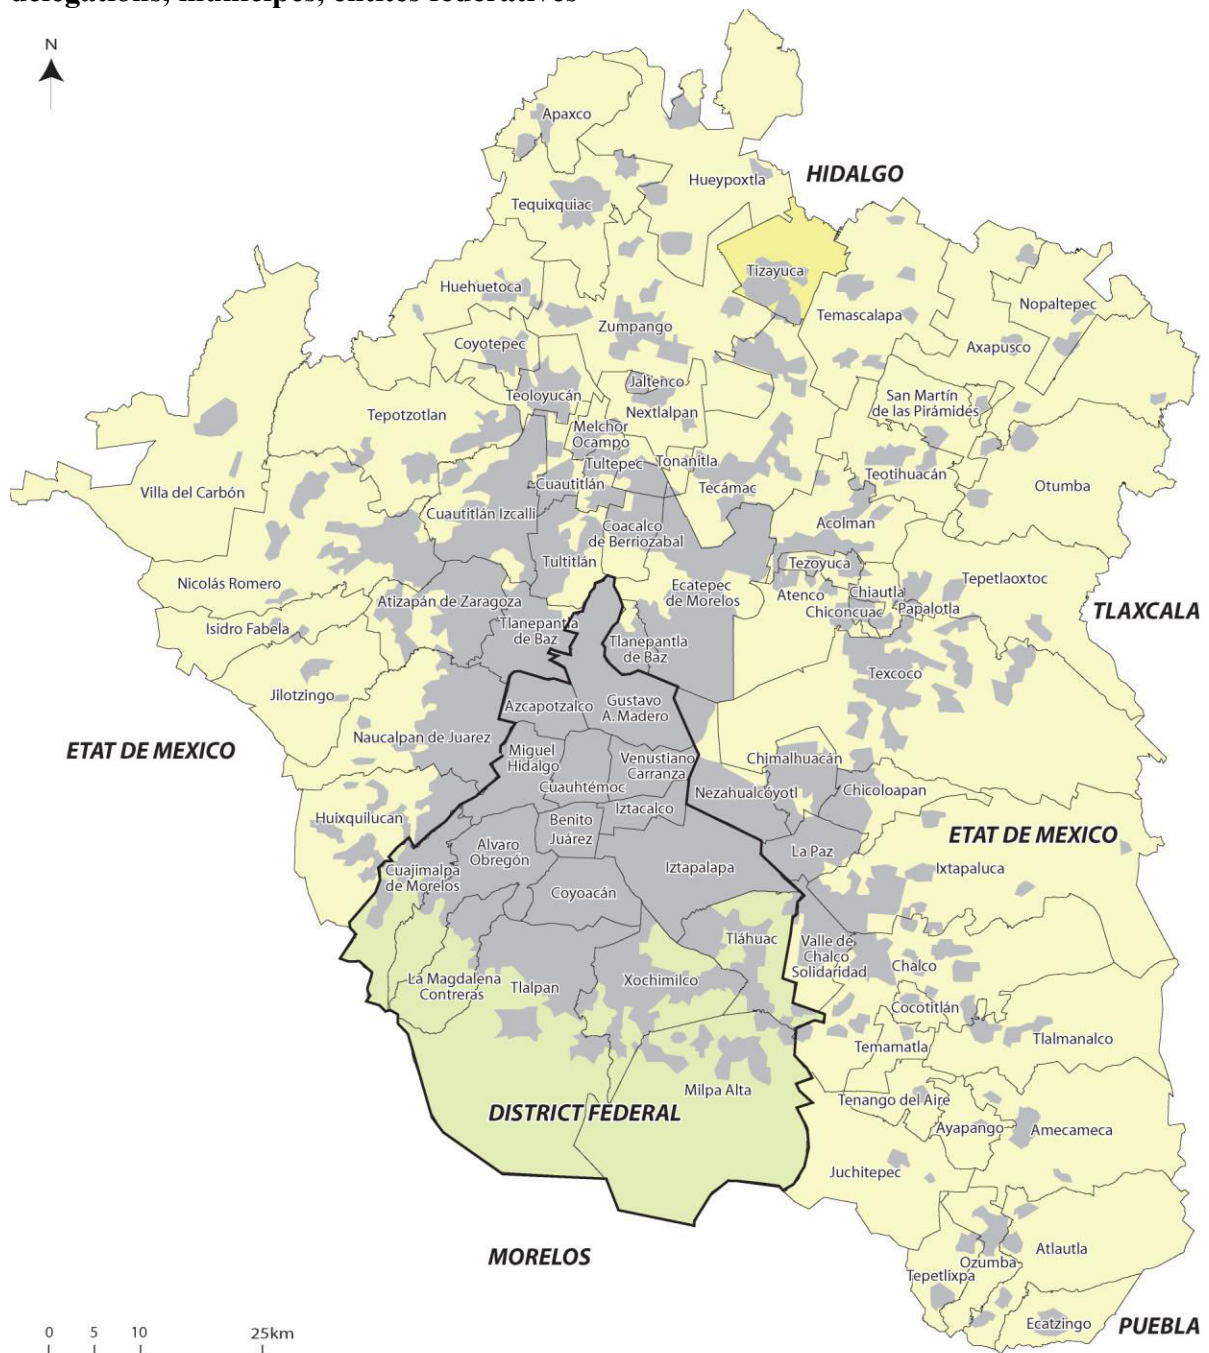 delegations, municipes, entités fédératives
N
Apaxco
HIDALGO
Hueypoxtla
Tequixquiac
Tizayuca
Huehuetoca
Nopaltepec
Temascalapa
Zumpango
Coyotepec
Axapusco
Jaltenco
Teoloyucán
San Martín
de las Pirámides
Tepotzotlan
Nextlalpan
Melchor
Ocampo
Tultepec
Tonanitla
Teotihuacán
Cuautitlán
Otumba
Tecámac
Villa del Carbón
Cuautitlán Izcalli
Acolman
Coacalco
de Berriozabal
Tultitlán
Tezoyuca
Tepetlaoxtoc
Nicolás Romero
Ecatepec
de Morelos
Atenco
Chiautla
Atizapán de Zaragoza
Chiconcuac
Papalotla
TLAXCALA
Isidro Fabela
Tlanepantla
de Baz
Tlanepantla
de Baz
Texcoco
Jilotzingo
Azcapotzalco
Gustavo
A. Madero
ETAT DE MEXICO
Naucalpan de Juarez
Miguel
Hidalgo
Venustiano
Carranza
Chimalhuacán
Cuauhtémoc
Nezahualcóyotl
Chicoloapan
Iztacalco
Huixquilucan
Benito
Juárez
ETAT DE MEXICO
Alvaro
Obregón
La Paz
Cuajimalpa
de Morelos
Iztapalapa
Ixtapaluca
Coyoacán
Tláhuac
Valle de
Chalco
Solidaridad
Chalco
La Magdalena
Contreras
Tlalpan
Xochimilco
Cocotitlán
Temamatla
Tlalmanalco
Milpa Alta
Tenango del Aire
DISTRICT FEDERAL
Ayapango
Amecameca
Juchitepec
MORELOS
Atlautla
Ozumba
Tepetlixpa
Ecatzingo
PUEBLA
0 5 10 25km